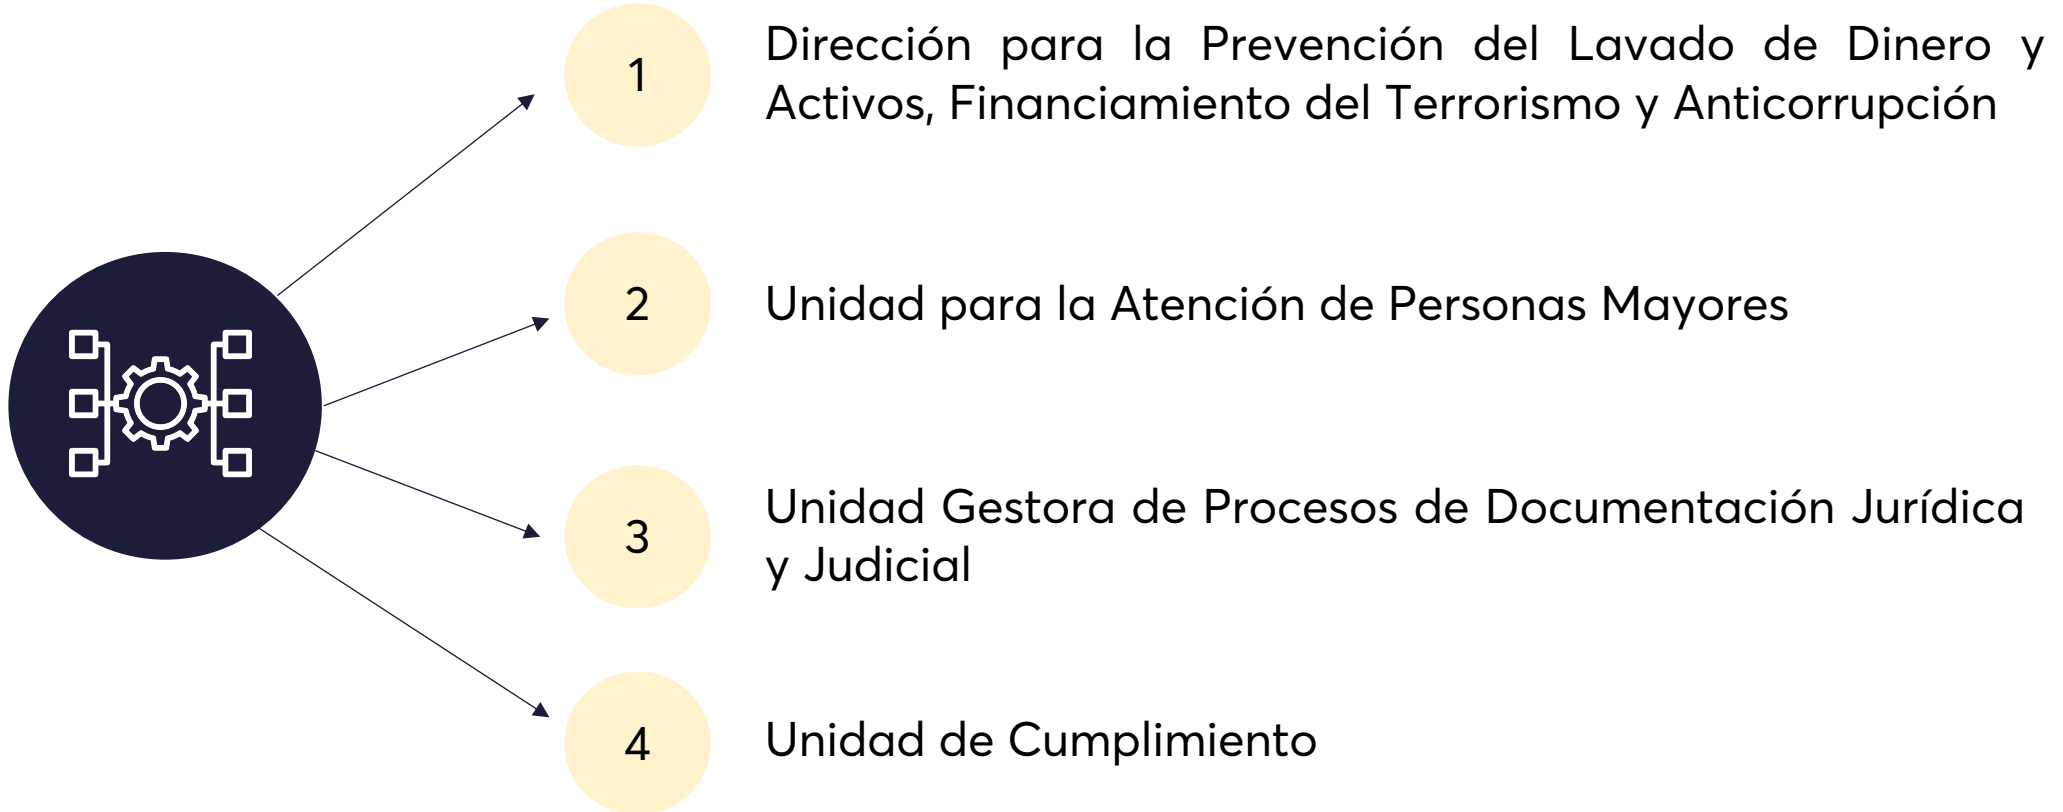 1
Dirección para la Prevención del Lavado de Dinero y
Activos, Financiamiento del Terrorismo y Anticorrupción
2
Unidad para la Atención de Personas Mayores
3
Unidad Gestora de Procesos de Documentación Jurídica
y Judicial
4
Unidad de Cumplimiento